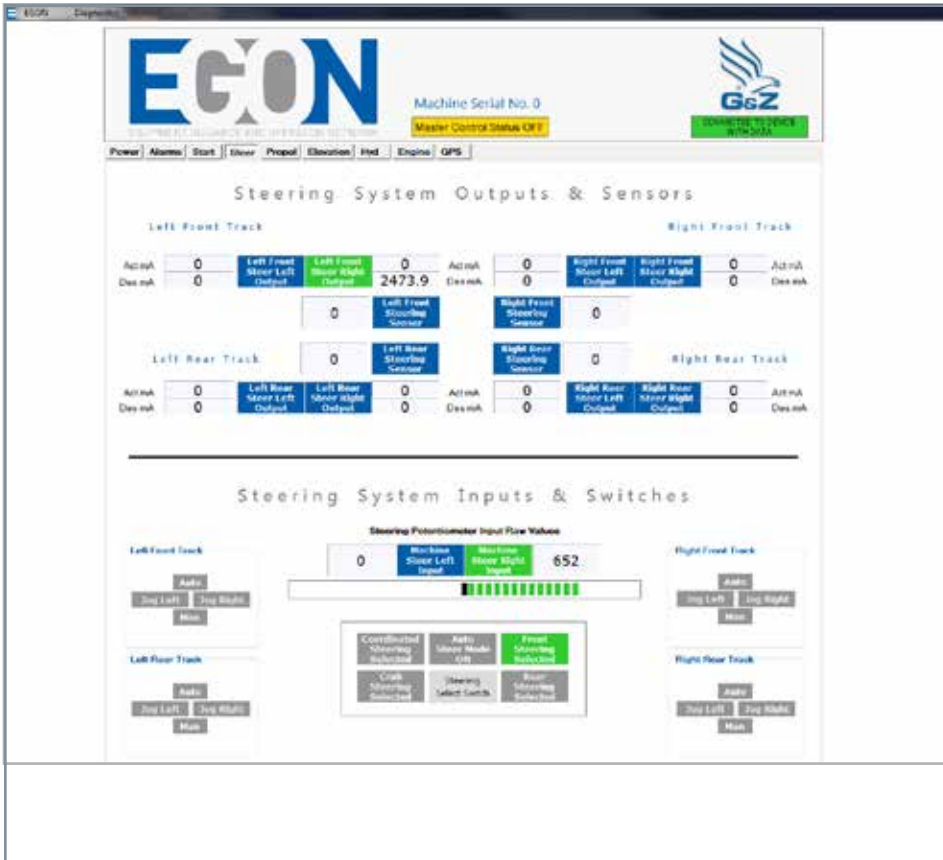 EGON
EGON
G&Z
Machine Serial No. 0
Master Control Status OFF
CONNECTED TO DEVICE
WITH DATA
Power Alarms Start Steer Propel Elevation Hyd Engine GPS
Steering System Outputs & Sensors
Left Front Track Right Front Track
Act mA 0 Left Front Steer Left Output Left Front Steer Right Output 0 Act mA 0 Right Front Steer Left Output Right Front Steer Right Output 0 Act mA
Des mA 0 2473.9 Des mA 0 0 Des mA
0 Left Front Steering Sensor Right Front Steering Sensor 0
Left Rear Track 0 Left Rear Steering Sensor Right Rear Steering Sensor 0 Right Rear Track
Act mA 0 Left Rear Steer Left Output Left Rear Steer Right Output 0 Act mA 0 Right Rear Steer Left Output Right Rear Steer Right Output 0 Act mA
Des mA 0 0 Des mA 0 0 Des mA
Steering System Inputs & Switches
Steering Potentiometer Input Raw Values
0 Machine Steer Left Input Machine Steer Right Input 652
Left Front Track Right Front Track
Auto Auto
Jog Left Jog Right Jog Left Jog Right
Man Man
Coordinated Steering Selected Auto Steer Mode Off Front Steering Selected
Crab Steering Selected Steering Select Switch Rear Steering Selected
Left Rear Track Right Rear Track
Auto Auto
Jog Left Jog Right Jog Left Jog Right
Man Man